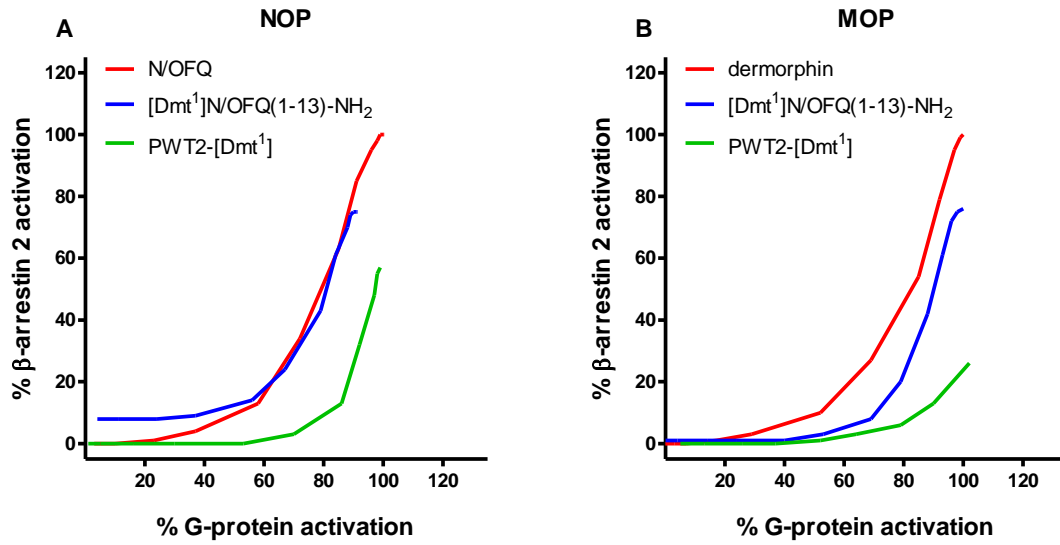 A
NOP
N/OFQ
[Dmt¹]N/OFQ(1-13)-NH₂
PWT2-[Dmt¹]
120
100
80
60
40
20
0
% β-arrestin 2 activation
20 40 60 80 100 120
% G-protein activation
B
MOP
dermorphin
[Dmt¹]N/OFQ(1-13)-NH₂
PWT2-[Dmt¹]
120
100
80
60
40
20
0
% β-arrestin 2 activation
20 40 60 80 100 120
% G-protein activation